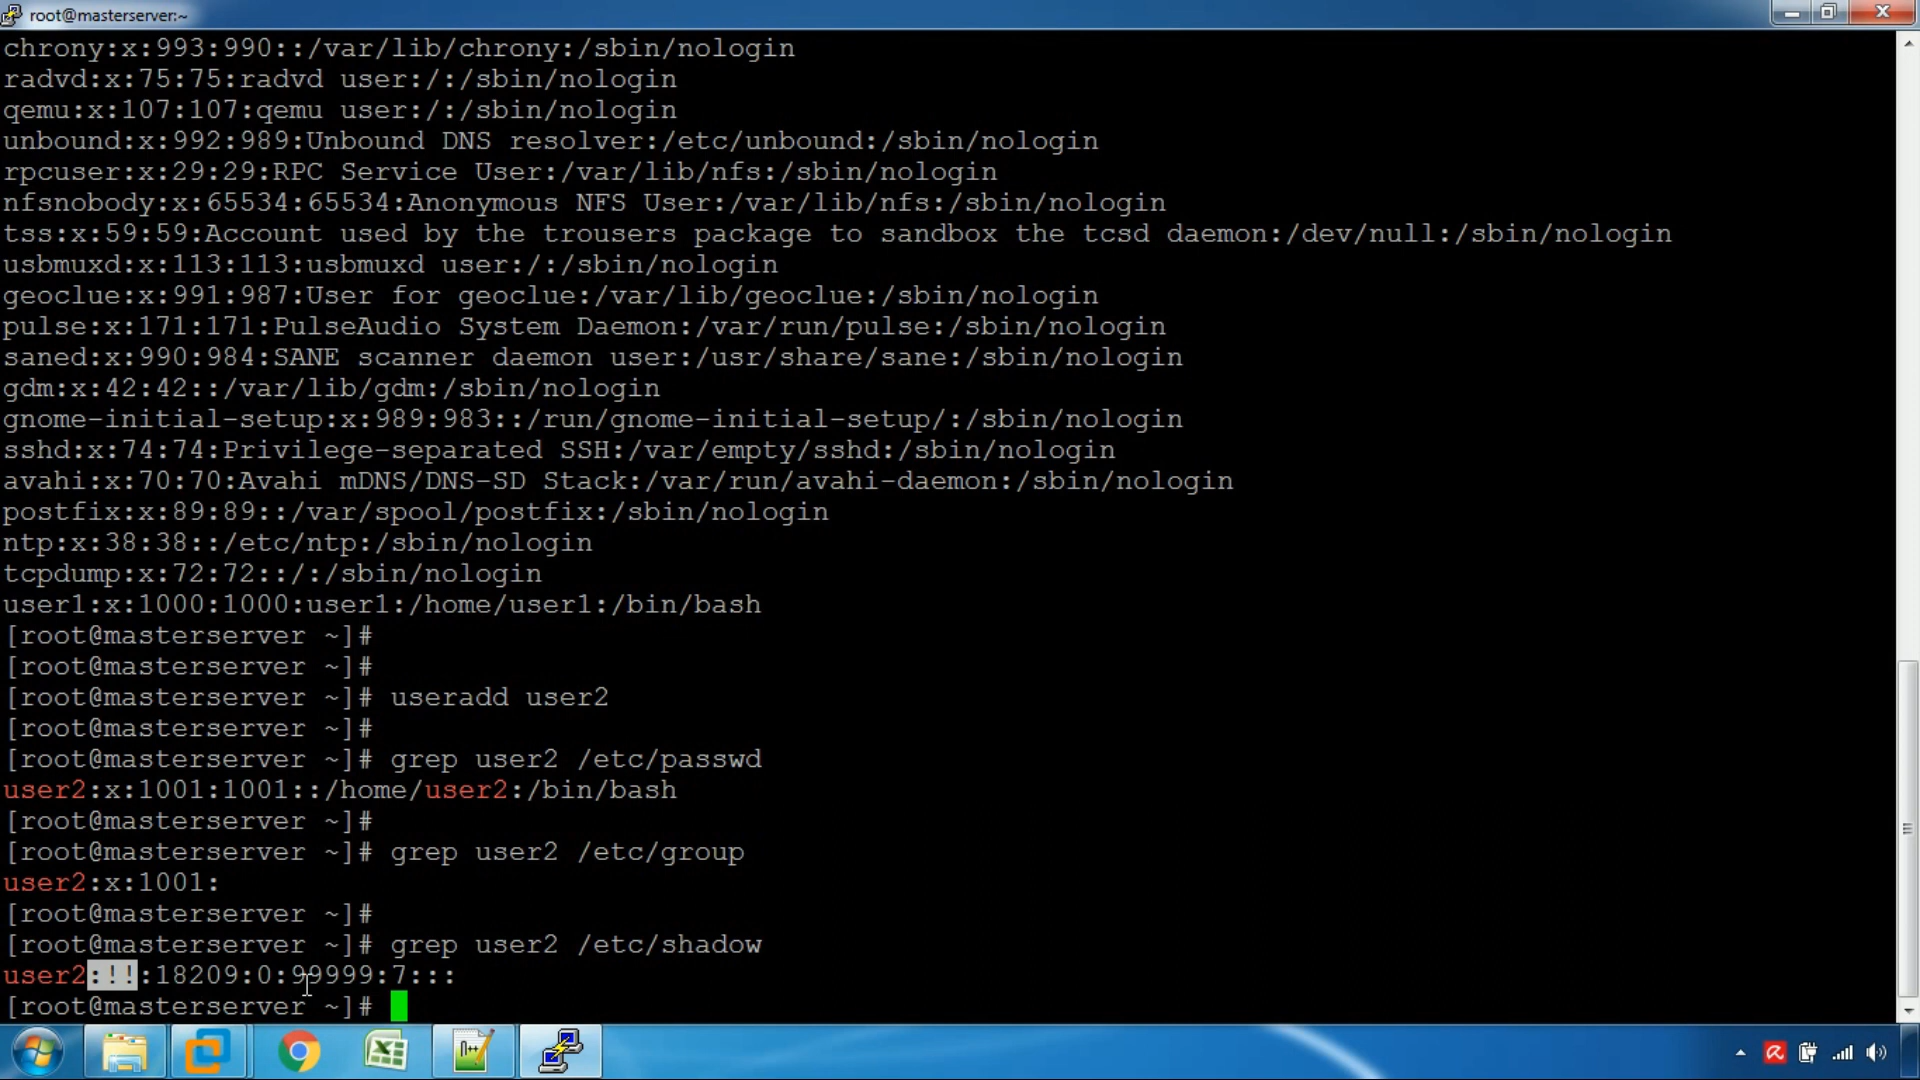 root@masterserver:~
chrony:x:993:990::/var/lib/chrony:/sbin/nologin
radvd:x:75:75:radvd user:/:/sbin/nologin
qemu:x:107:107:qemu user:/:/sbin/nologin
unbound:x:992:989:Unbound DNS resolver:/etc/unbound:/sbin/nologin
rpcuser:x:29:29:RPC Service User:/var/lib/nfs:/sbin/nologin
nfsnobody:x:65534:65534:Anonymous NFS User:/var/lib/nfs:/sbin/nologin
tss:x:59:59:Account used by the trousers package to sandbox the tcsd daemon:/dev/null:/sbin/nologin
usbmuxd:x:113:113:usbmuxd user:/:/sbin/nologin
geoclue:x:991:987:User for geoclue:/var/lib/geoclue:/sbin/nologin
pulse:x:171:171:PulseAudio System Daemon:/var/run/pulse:/sbin/nologin
saned:x:990:984:SANE scanner daemon user:/usr/share/sane:/sbin/nologin
gdm:x:42:42::/var/lib/gdm:/sbin/nologin
gnome-initial-setup:x:989:983::/run/gnome-initial-setup/:/sbin/nologin
sshd:x:74:74:Privilege-separated SSH:/var/empty/sshd:/sbin/nologin
avahi:x:70:70:Avahi mDNS/DNS-SD Stack:/var/run/avahi-daemon:/sbin/nologin
postfix:x:89:89::/var/spool/postfix:/sbin/nologin
ntp:x:38:38::/etc/ntp:/sbin/nologin
tcpdump:x:72:72::/:/sbin/nologin
user1:x:1000:1000:user1:/home/user1:/bin/bash
[root@masterserver ~]#
[root@masterserver ~]#
[root@masterserver ~]# useradd user2
[root@masterserver ~]#
[root@masterserver ~]# grep user2 /etc/passwd
user2:x:1001:1001::/home/user2:/bin/bash
[root@masterserver ~]#
[root@masterserver ~]# grep user2 /etc/group
user2:x:1001:
[root@masterserver ~]#
[root@masterserver ~]# grep user2 /etc/shadow
user2:!!:18209:0:99999:7:::
[root@masterserver ~]#